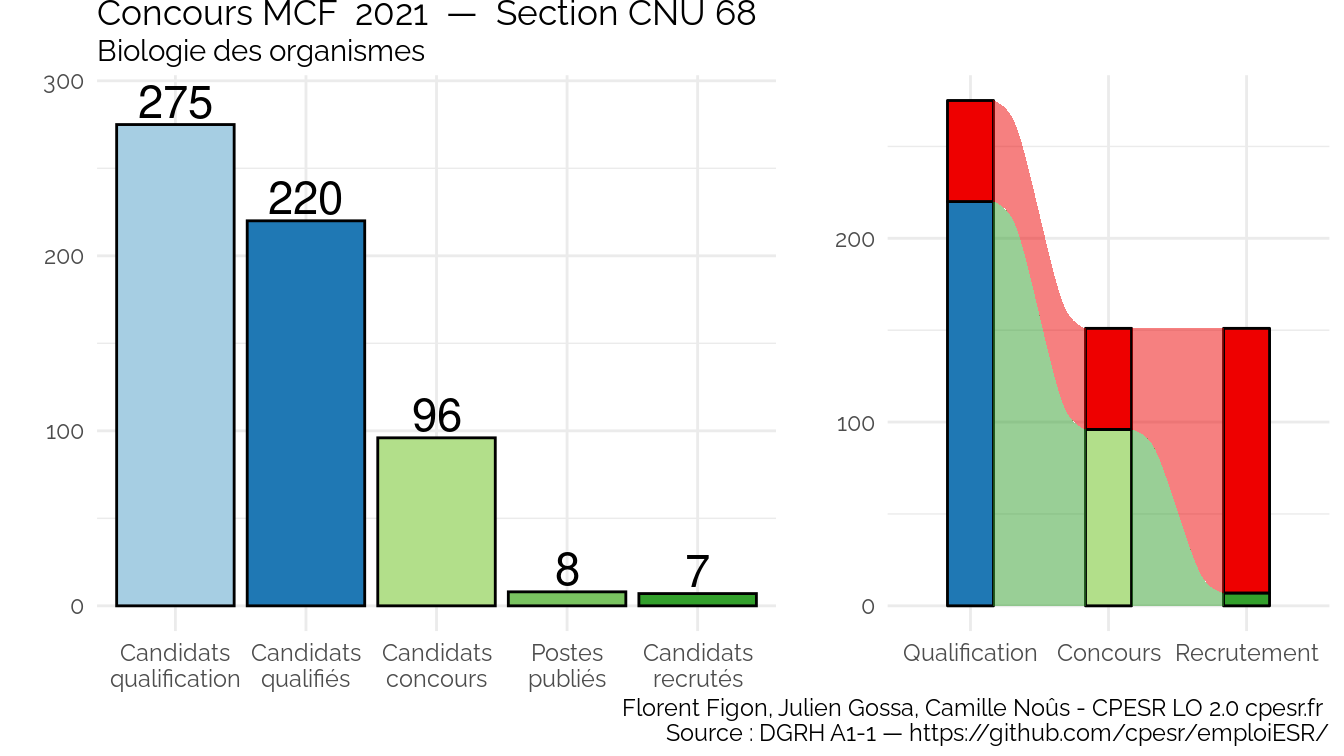 Concours MCF 2021 — Section CNU 68
Biologie des organismes
300
200
100
0
275
220
96
8
7
Candidats qualification
Candidats qualifiés
Candidats concours
Postes publiés
Candidats recrutés
200
100
0
Qualification Concours Recrutement
Florent Figon, Julien Gossa, Camille Noûs - CPESR LO 2.0 cpesr.fr
Source : DGRH A1-1 — https://github.com/cpesr/emploiESR/